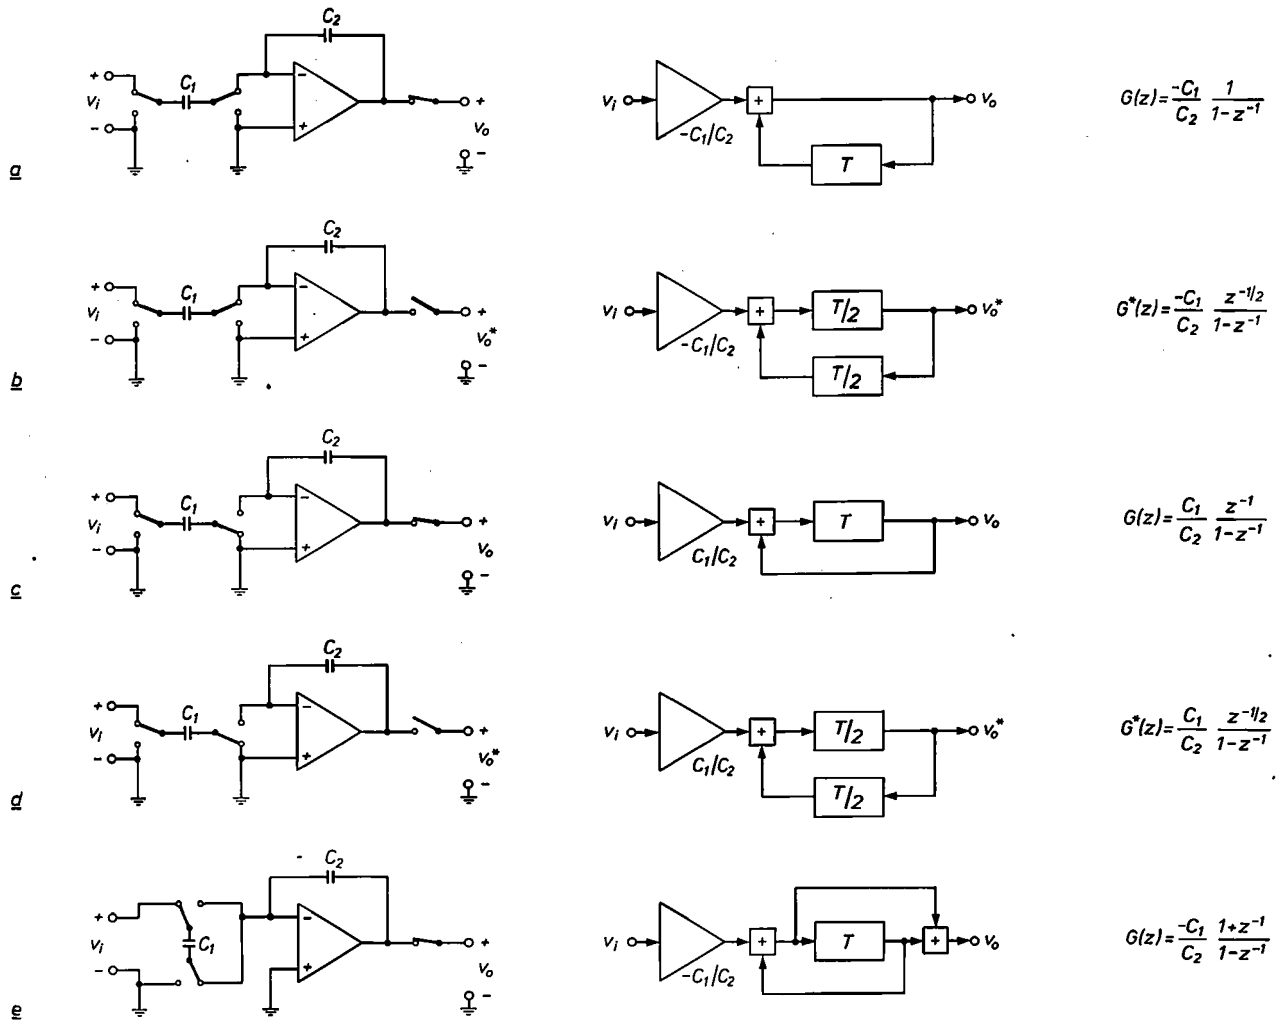 C₂
+ C₁ − +
vᵢ + vₒ
− −
a
vᵢ −C₁/C₂ + vₒ
T
G(z)= −C₁/C₂ 1/(1−z⁻¹)
C₂
+ C₁ − +
vᵢ + vₒ*
− −
b
vᵢ −C₁/C₂ + T/2 vₒ*
T/2
G*(z)= −C₁/C₂ z^(−1/2)/(1−z⁻¹)
C₂
+ C₁ − +
vᵢ + vₒ
− −
c
vᵢ C₁/C₂ + T vₒ
G(z)= C₁/C₂ z⁻¹/(1−z⁻¹)
C₂
+ C₁ − +
vᵢ + vₒ*
− −
d
vᵢ C₁/C₂ + T/2 vₒ*
T/2
G*(z)= C₁/C₂ z^(−1/2)/(1−z⁻¹)
C₂
+ − +
vᵢ C₁ + vₒ
− −
e
vᵢ −C₁/C₂ + T + vₒ
G(z)= −C₁/C₂ (1+z⁻¹)/(1−z⁻¹)